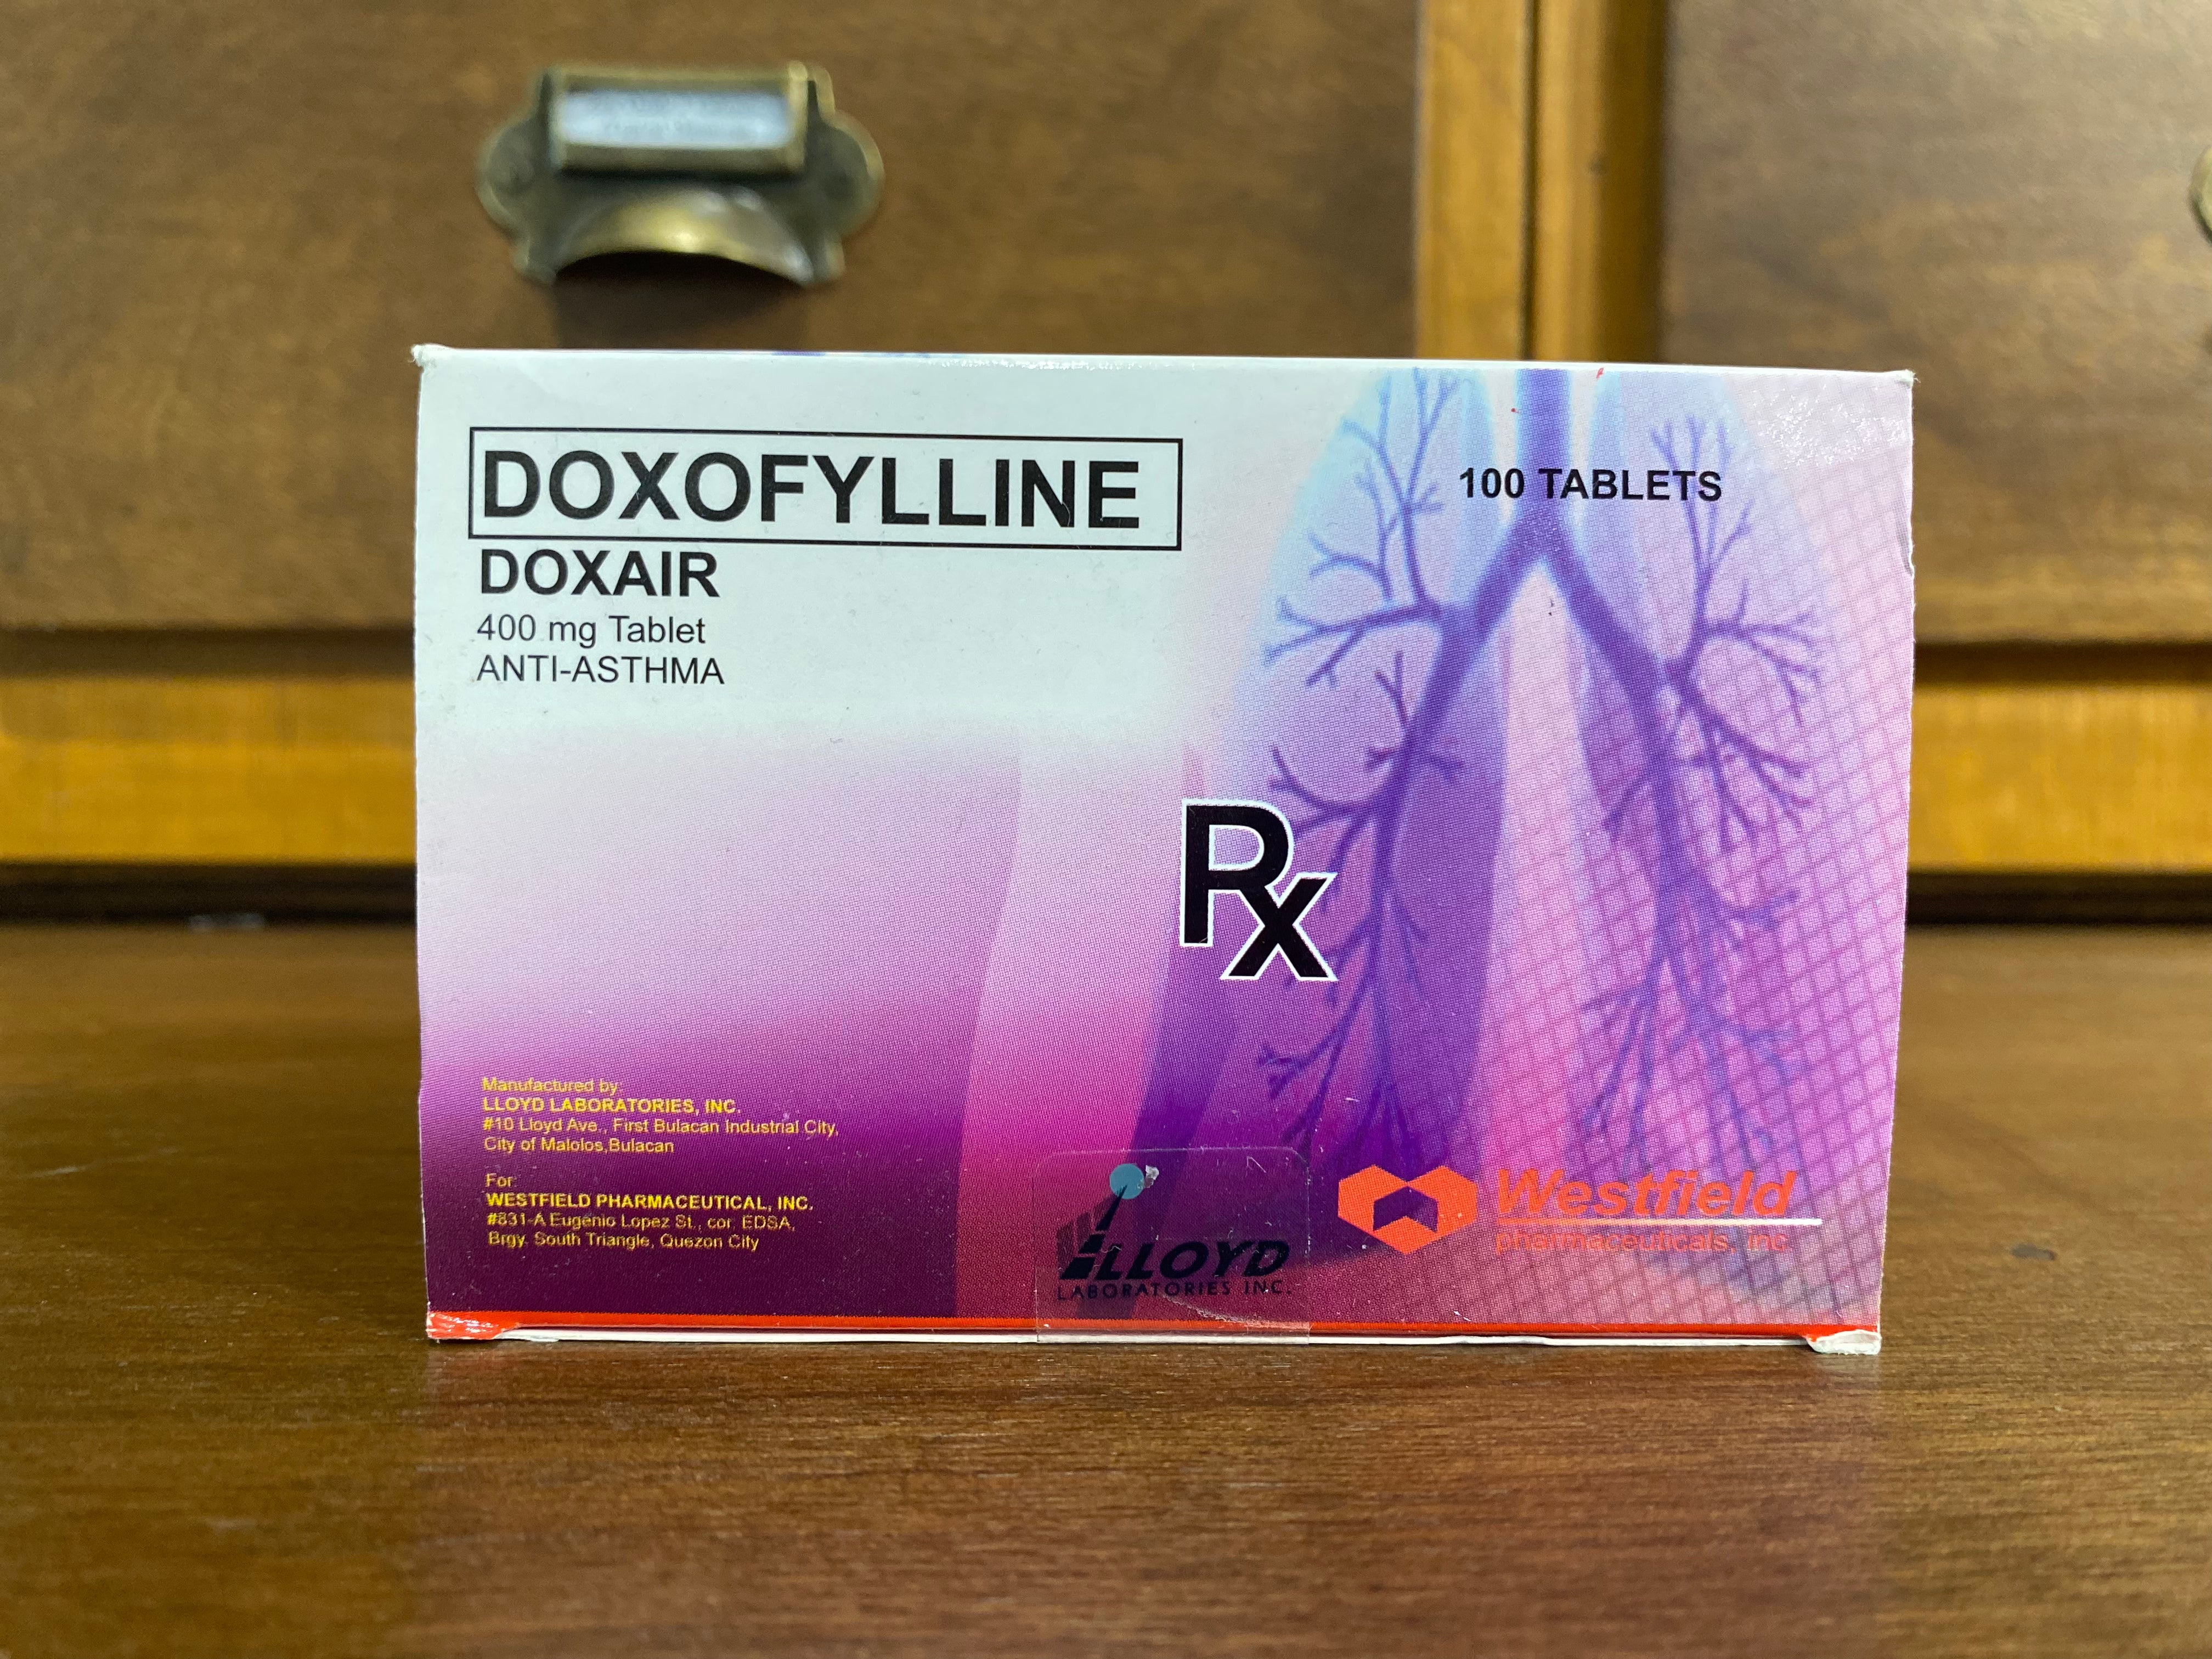 DOXOFYLLINE
DOXAIR
400 mg Tablet
ANTI-ASTHMA
100 TABLETS
Rx
Manufactured by:
LLOYD LABORATORIES, INC.
#10 Lloyd Ave., First Bulacan Industrial City,
City of Malolos,Bulacan
For:
WESTFIELD PHARMACEUTICAL, INC.
#831-A Eugenio Lopez St., cor. EDSA,
Brgy. South Triangle, Quezon City
LLOYD
LABORATORIES INC.
Westfield
pharmaceuticals, inc.